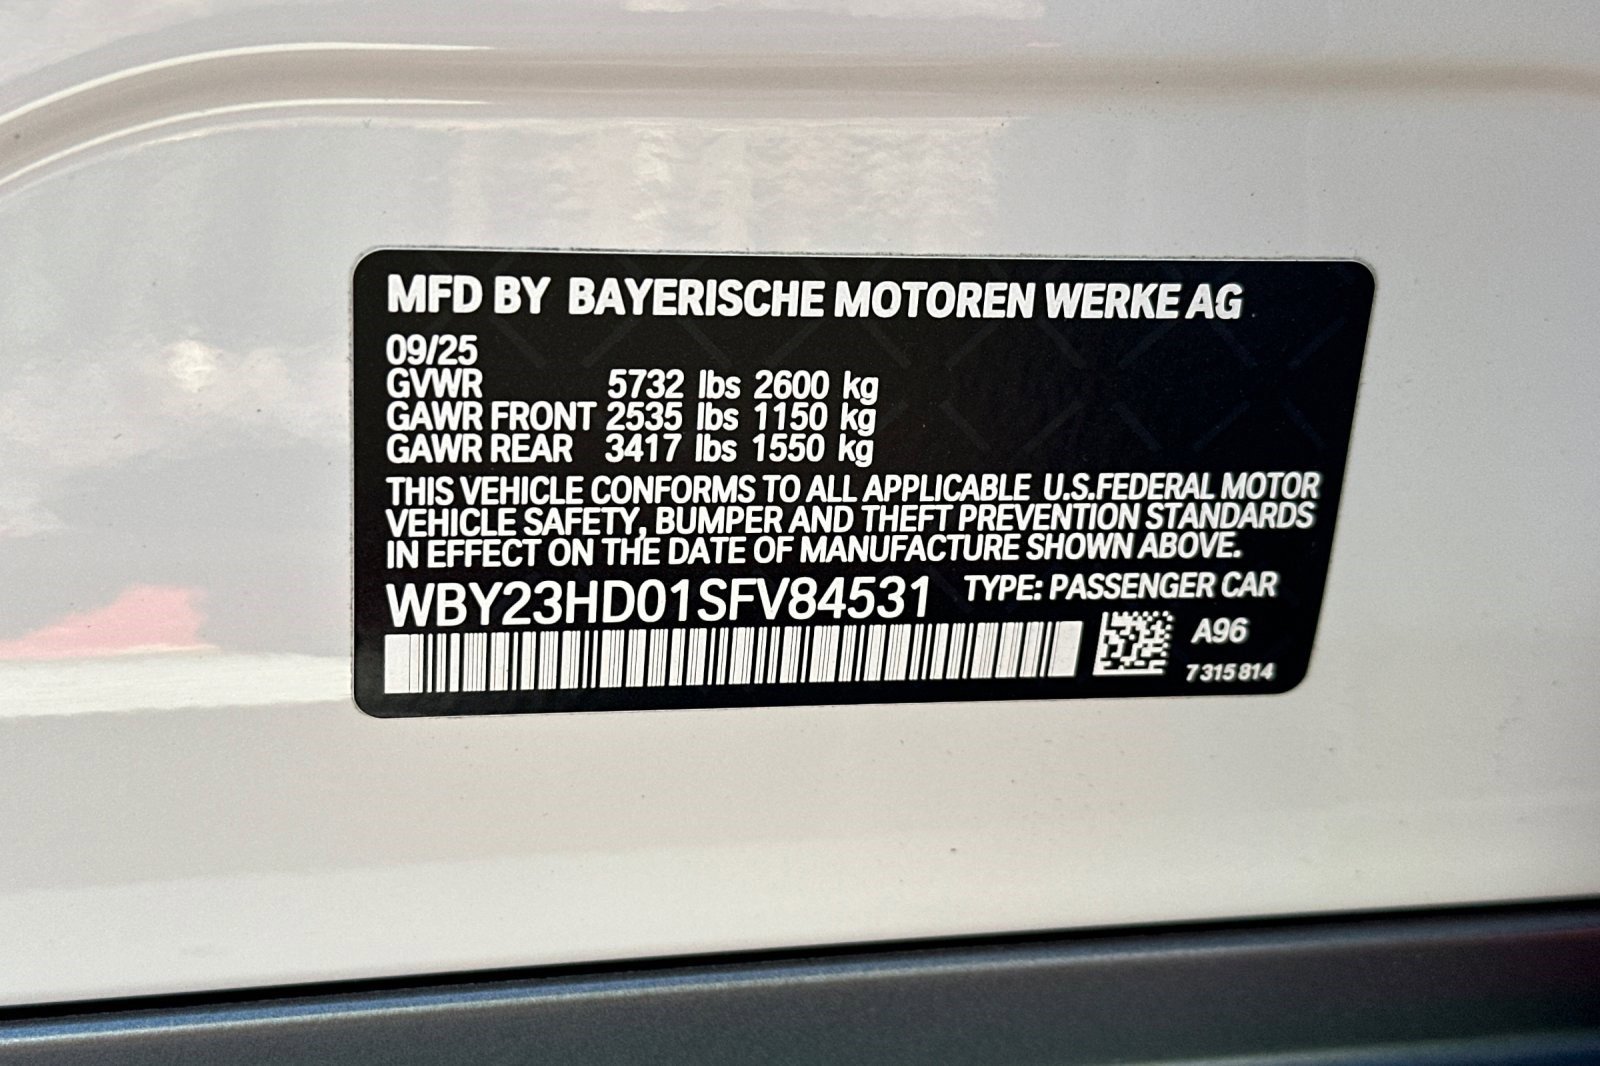 MFD BY BAYERISCHE MOTOREN WERKE AG
09/25
GVWR 5732 lbs 2600 kg
GAWR FRONT 2535 lbs 1150 kg
GAWR REAR 3417 lbs 1550 kg
THIS VEHICLE CONFORMS TO ALL APPLICABLE U.S.FEDERAL MOTOR
VEHICLE SAFETY, BUMPER AND THEFT PREVENTION STANDARDS
IN EFFECT ON THE DATE OF MANUFACTURE SHOWN ABOVE.
WBY23HD01SFV84531 TYPE: PASSENGER CAR
A96
7 315 814